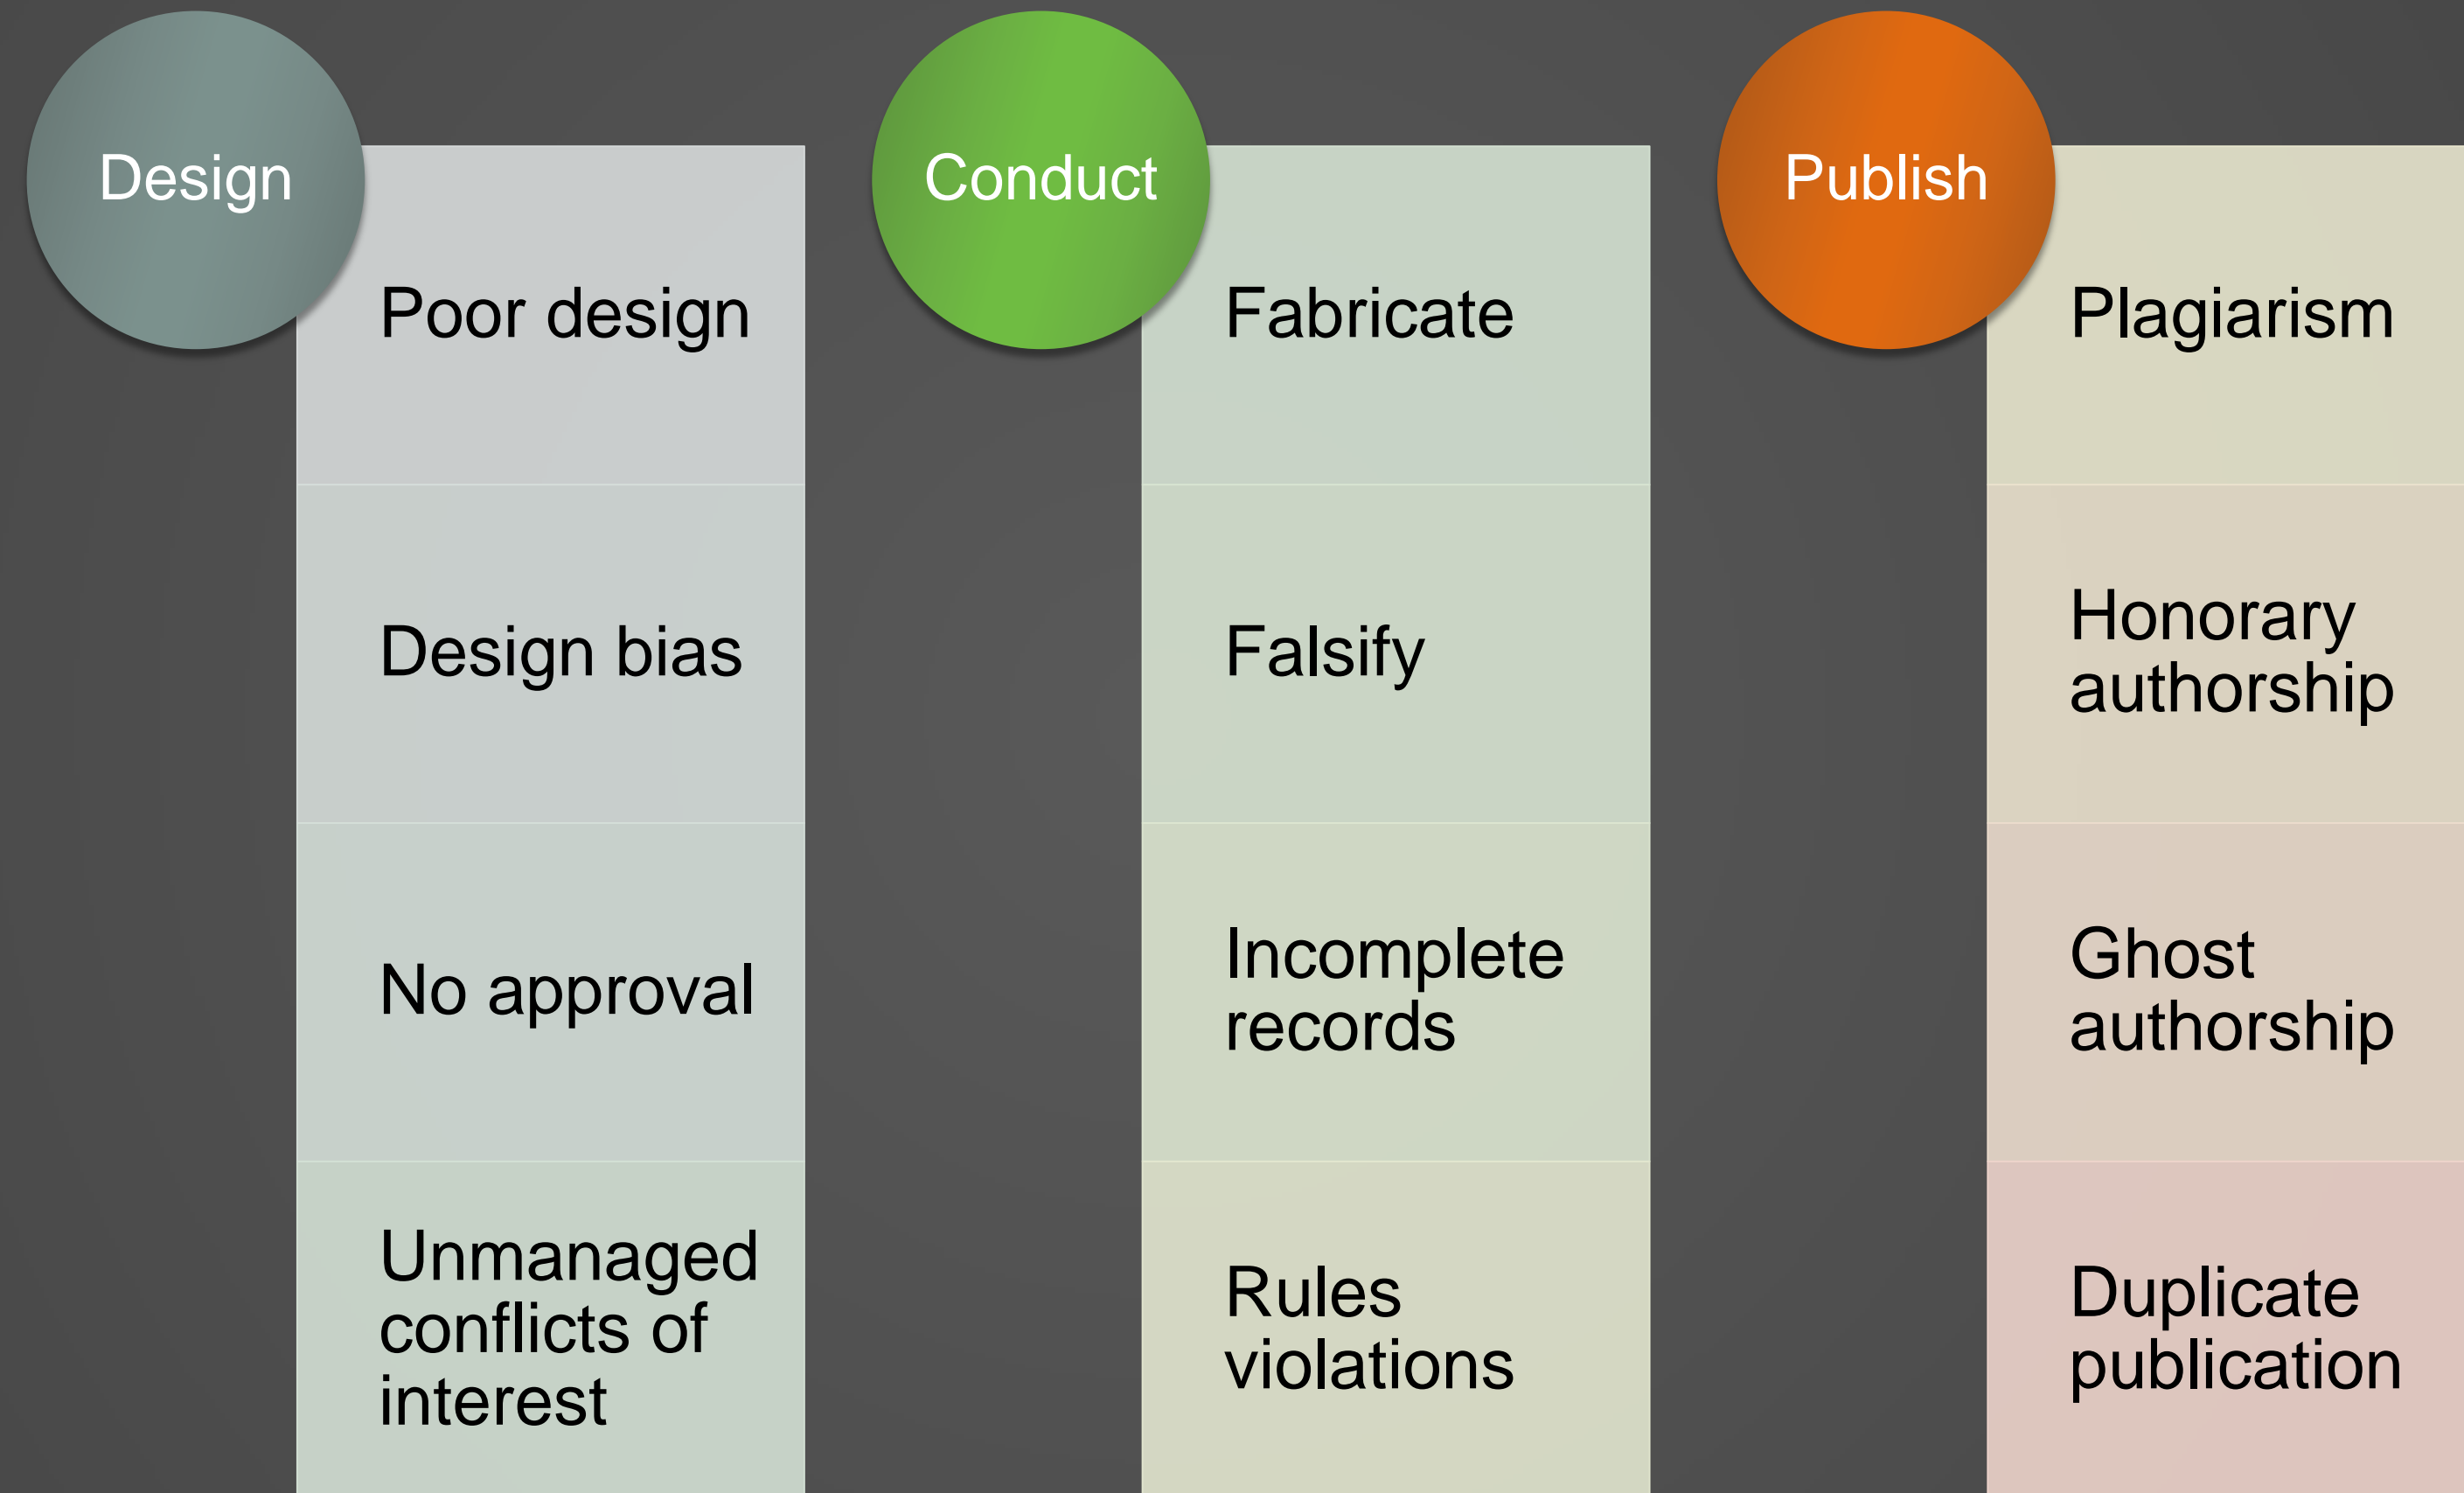 Design
Poor design
Design bias
No approval
Unmanaged
conflicts of
interest
Conduct
Fabricate
Falsify
Incomplete
records
Rules
violations
Publish
Plagiarism
Honorary
authorship
Ghost
authorship
Duplicate
publication